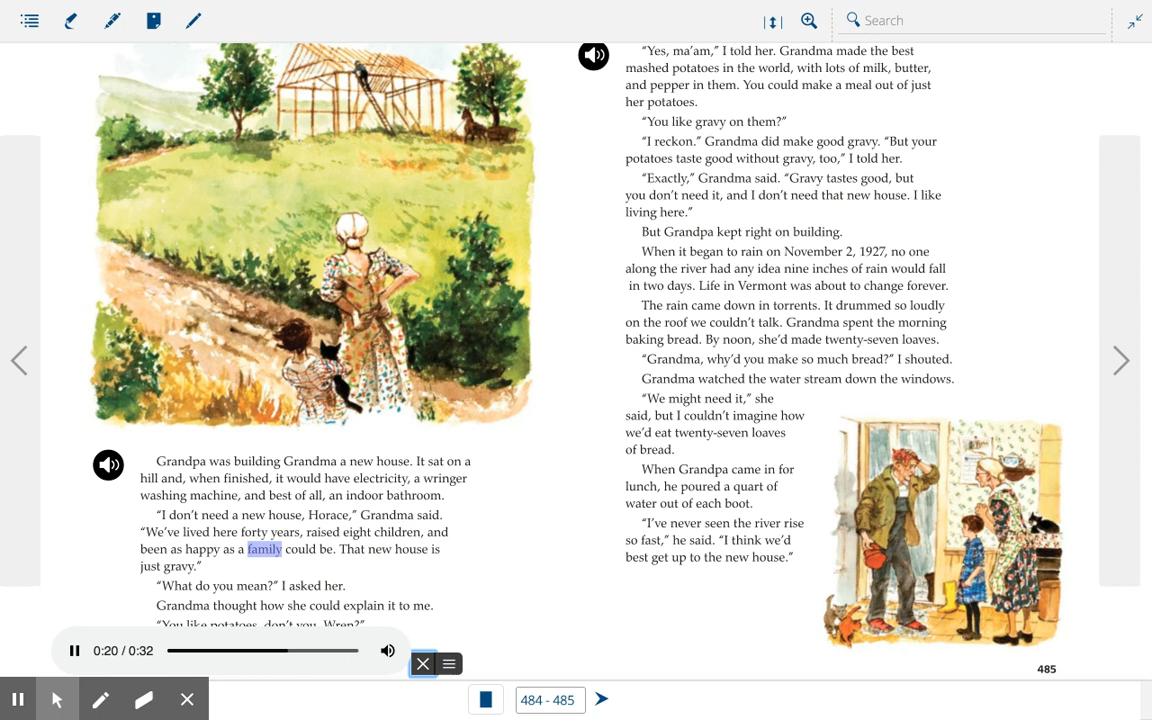 Search
Grandpa was building Grandma a new house. It sat on a
hill and, when finished, it would have electricity, a wringer
washing machine, and best of all, an indoor bathroom.
“I don’t need a new house, Horace,” Grandma said.
“We’ve lived here forty years, raised eight children, and
been as happy as a family could be. That new house is
just gravy.”
“What do you mean?” I asked her.
Grandma thought how she could explain it to me.
“You like potatoes, don’t you, Wren?”
“Yes, ma’am,” I told her. Grandma made the best
mashed potatoes in the world, with lots of milk, butter,
and pepper in them. You could make a meal out of just
her potatoes.
“You like gravy on them?”
“I reckon.” Grandma did make good gravy. “But your
potatoes taste good without gravy, too,” I told her.
“Exactly,” Grandma said. “Gravy tastes good, but
you don’t need it, and I don’t need that new house. I like
living here.”
But Grandpa kept right on building.
When it began to rain on November 2, 1927, no one
along the river had any idea nine inches of rain would fall
in two days. Life in Vermont was about to change forever.
The rain came down in torrents. It drummed so loudly
on the roof we couldn’t talk. Grandma spent the morning
baking bread. By noon, she’d made twenty-seven loaves.
“Grandma, why’d you make so much bread?” I shouted.
Grandma watched the water stream down the windows.
“We might need it,” she
said, but I couldn’t imagine how
we’d eat twenty-seven loaves
of bread.
When Grandpa came in for
lunch, he poured a quart of
water out of each boot.
“I’ve never seen the river rise
so fast,” he said. “I think we’d
best get up to the new house.”
485
0:20 / 0:32
484 - 485